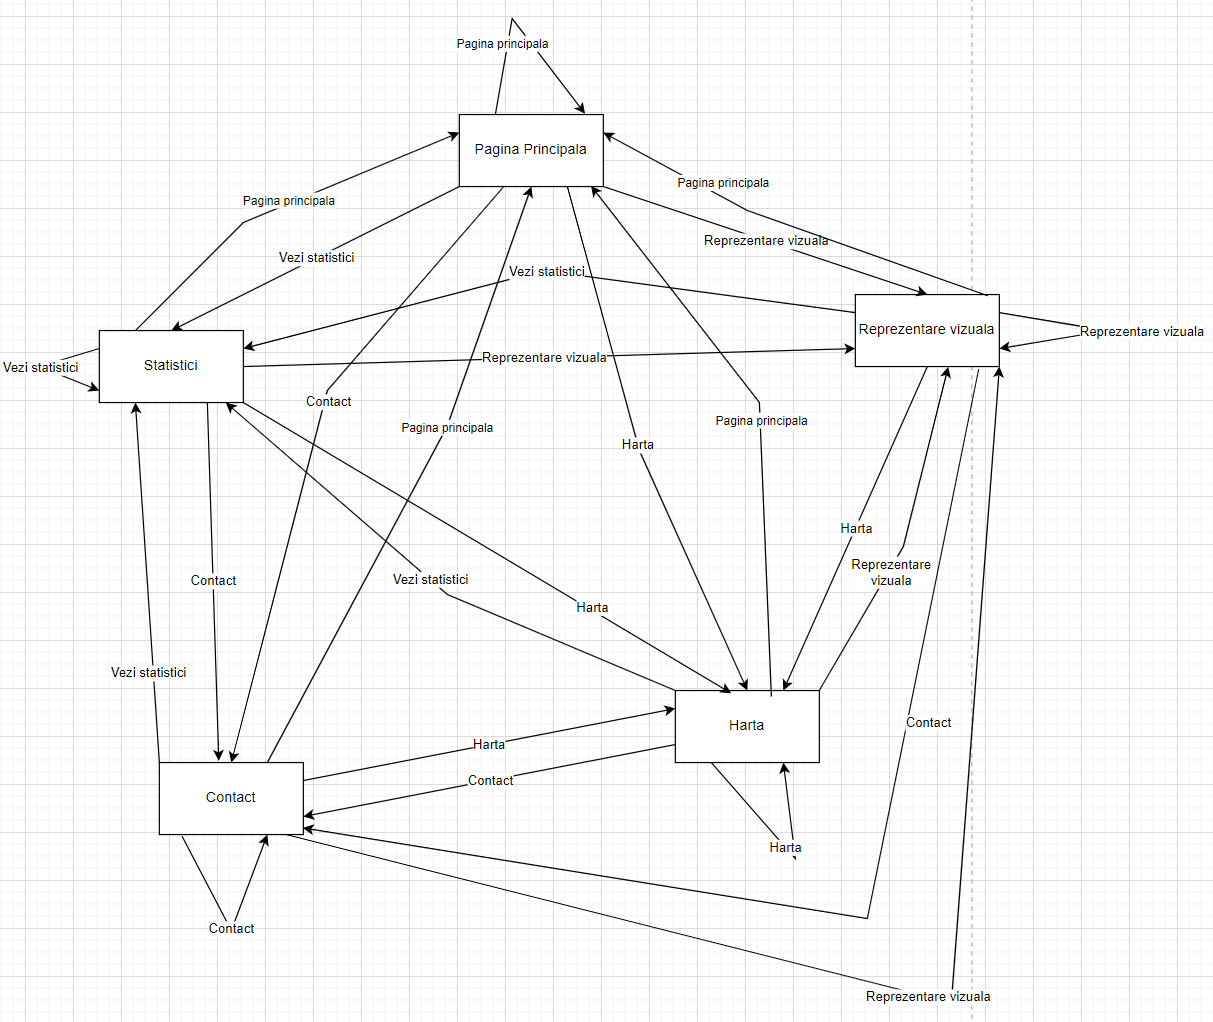 Pagina principala
Pagina Principala
Pagina principala
Pagina principala
Reprezentare vizuala
Vezi statistici
Vezi statistici
Reprezentare vizuala
Reprezentare vizuala
Reprezentare vizuala
Statistici
Vezi statistici
Contact
Pagina principala
Pagina principala
Harta
Harta
Reprezentare
vizuala
Vezi statistici
Contact
Harta
Vezi statistici
Contact
Harta
Harta
Contact
Contact
Harta
Contact
Reprezentare vizuala